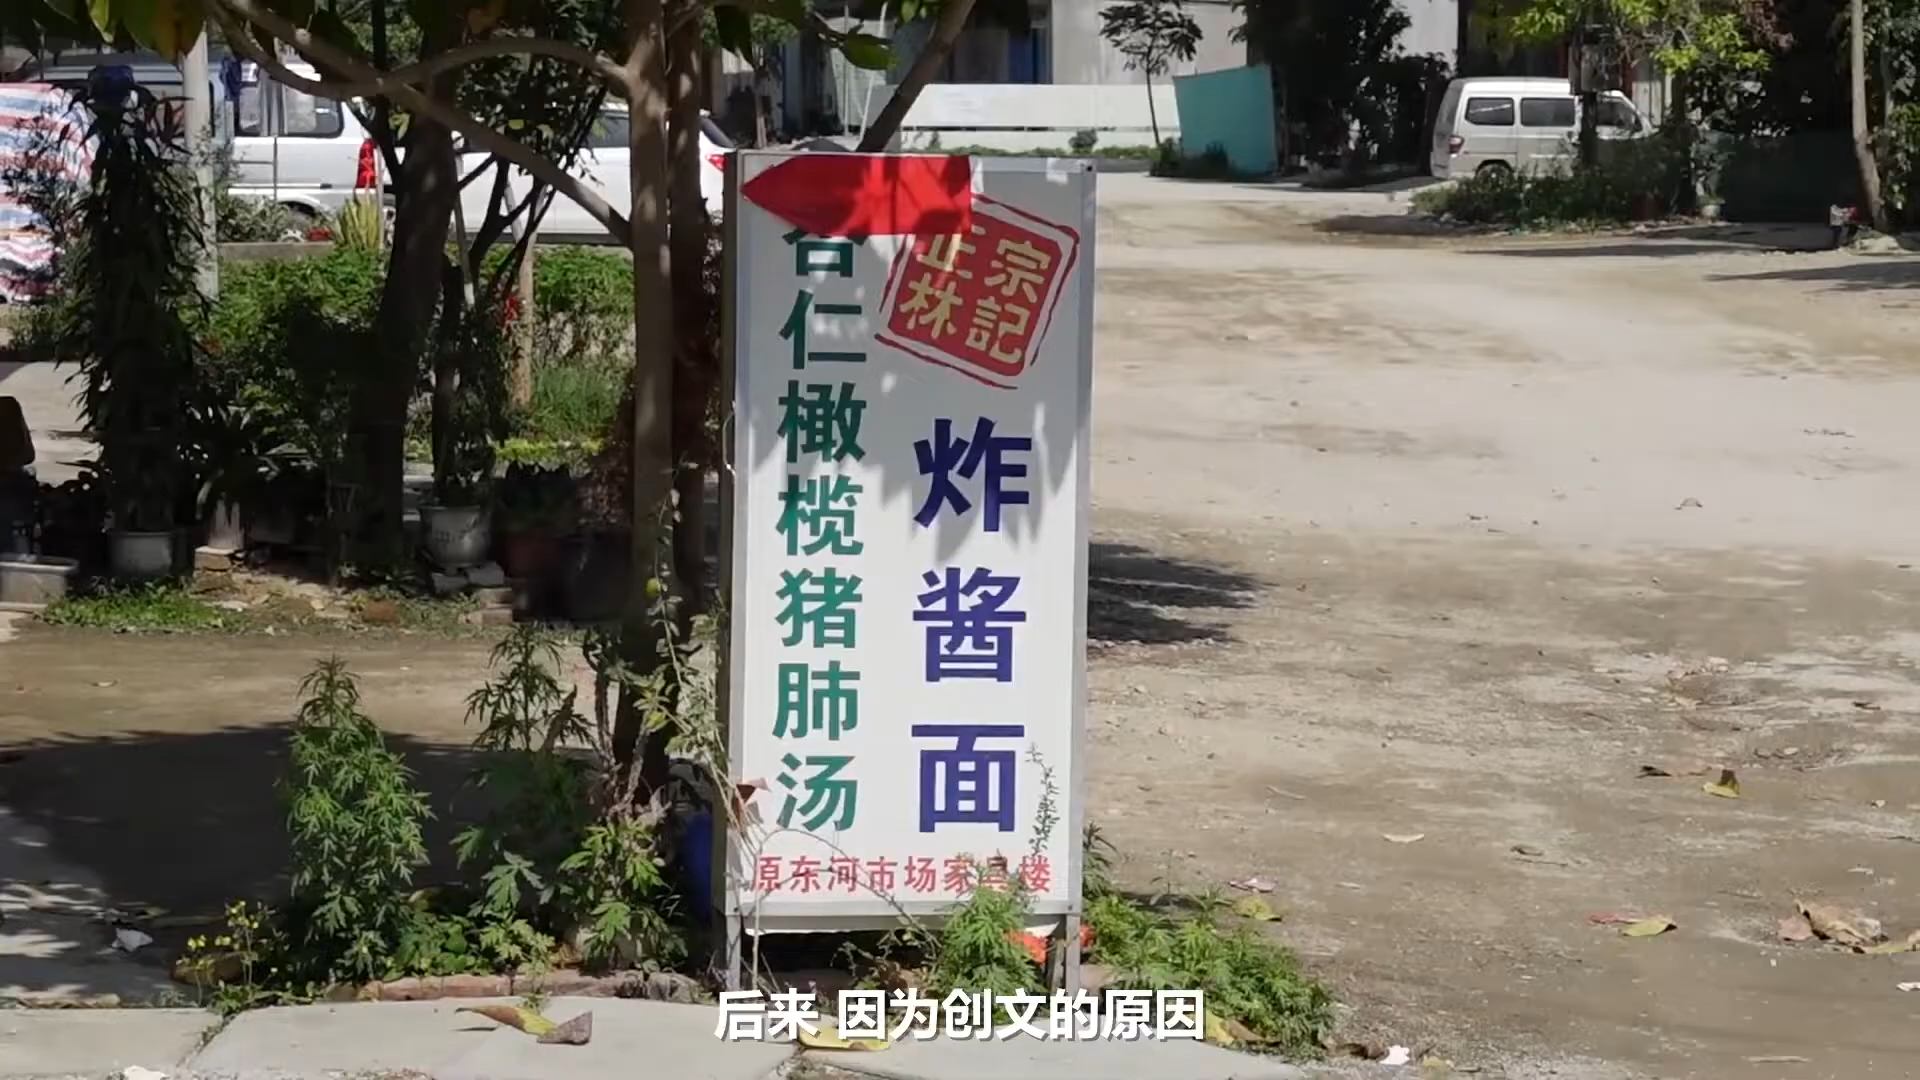 正宗
林記
炸酱面
杏仁橄榄猪肺汤
原东河市场家具楼
后来 因为创文的原因